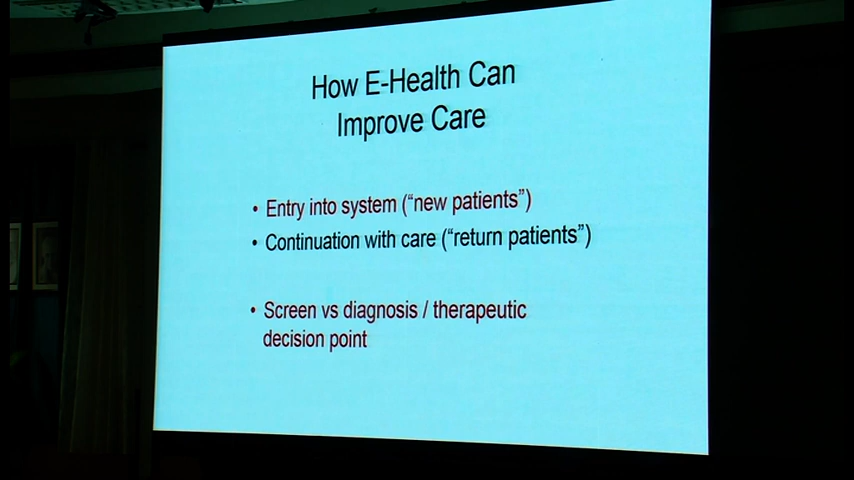 How E-Health Can
Improve Care
• Entry into system (“new patients”)
• Continuation with care (“return patients”)
• Screen vs diagnosis / therapeutic
decision point